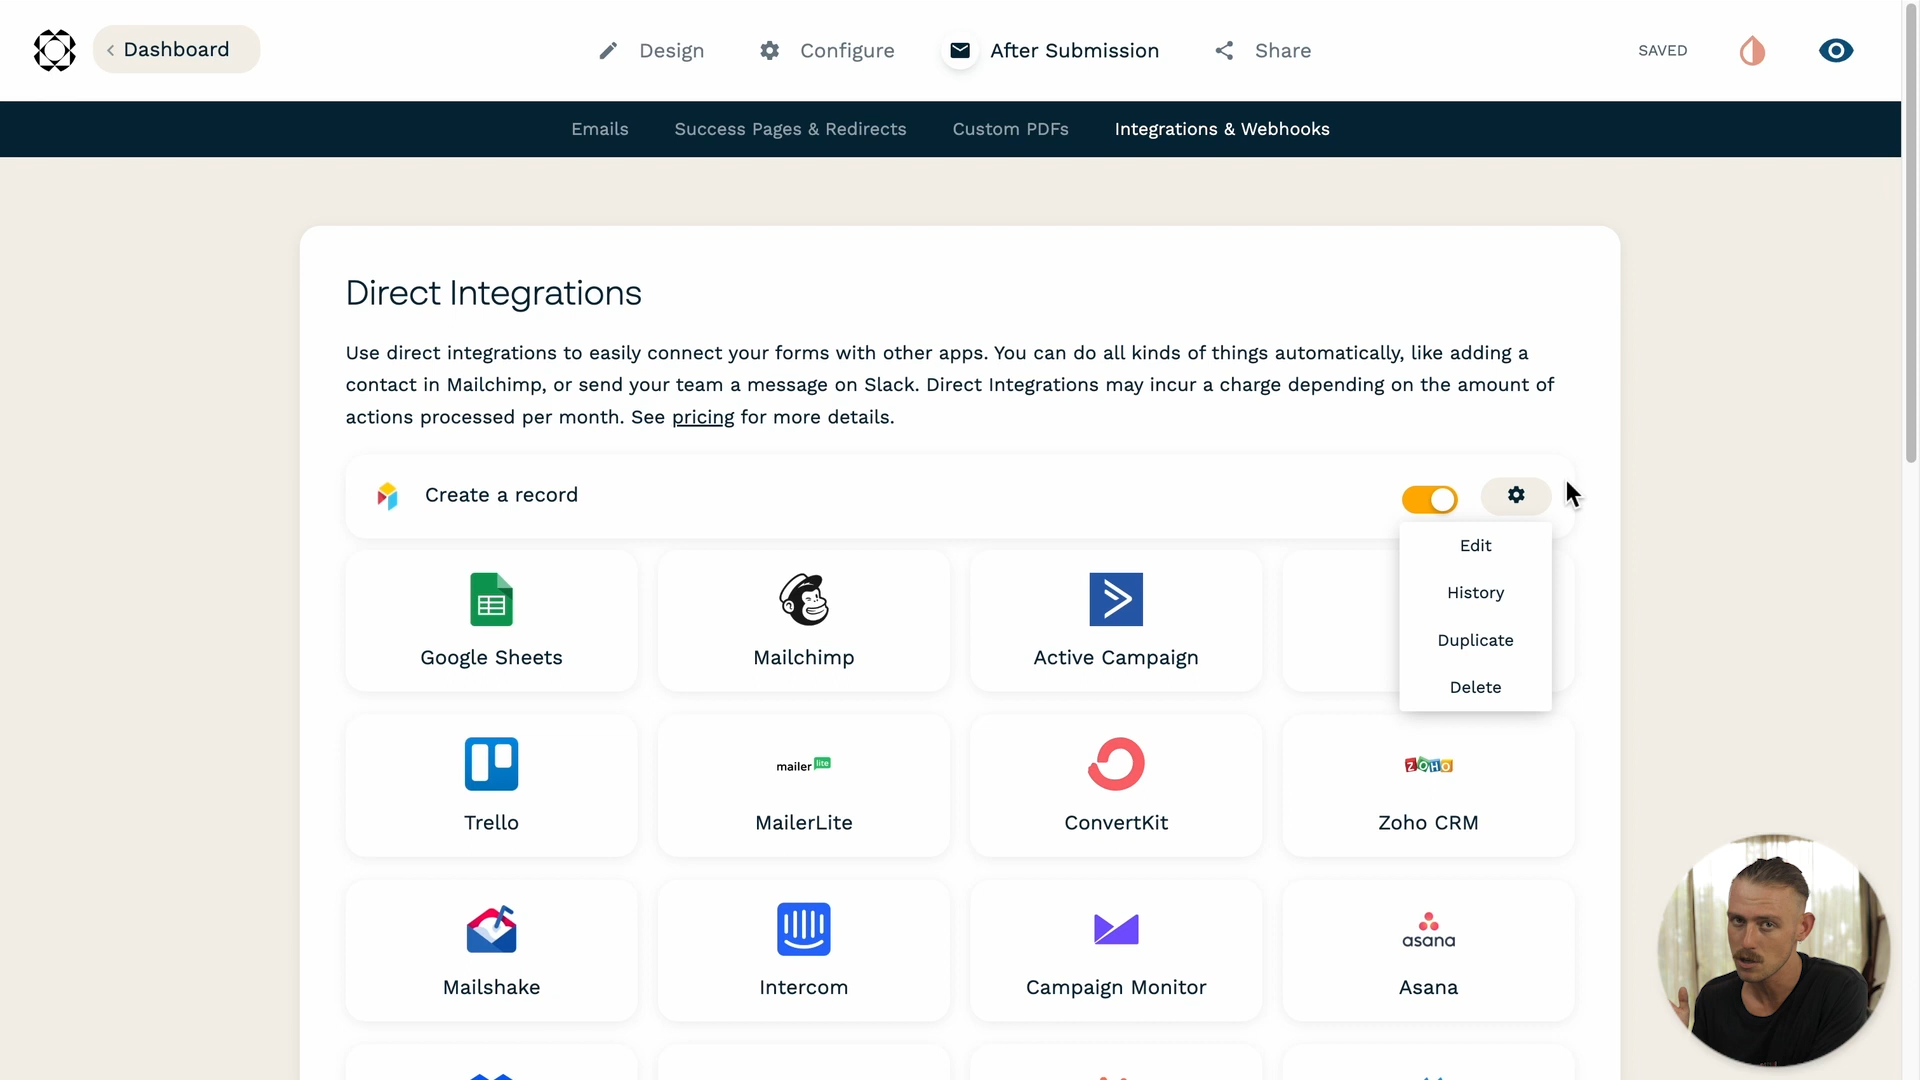 Dashboard
Design
Configure
After Submission
Share
SAVED
Emails
Success Pages & Redirects
Custom PDFs
Integrations & Webhooks
Direct Integrations
Use direct integrations to easily connect your forms with other apps. You can do all kinds of things automatically, like adding a
contact in Mailchimp, or send your team a message on Slack. Direct Integrations may incur a charge depending on the amount of
actions processed per month. See pricing for more details.
Create a record
Edit
History
Duplicate
Delete
Google Sheets
Mailchimp
Active Campaign
mailer lite
ZOHO
Trello
MailerLite
ConvertKit
Zoho CRM
asana
Mailshake
Intercom
Campaign Monitor
Asana